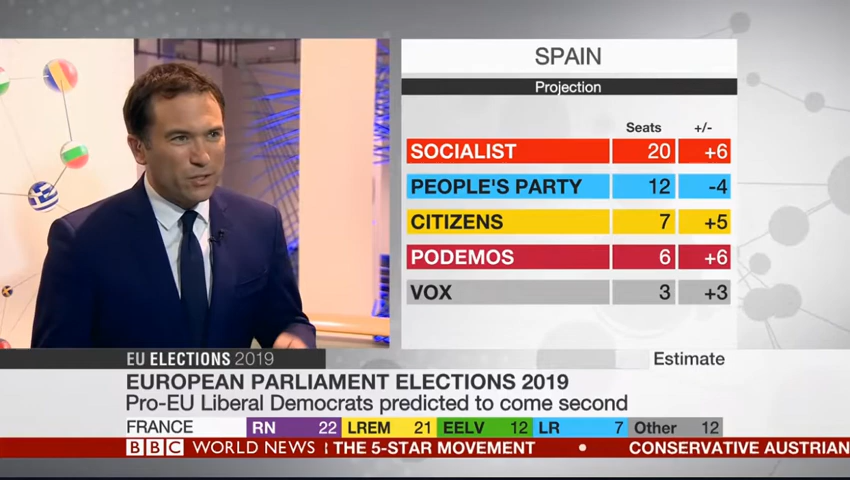 SPAIN
Projection
Seats +/-
SOCIALIST 20 +6
PEOPLE'S PARTY 12 -4
CITIZENS 7 +5
PODEMOS 6 +6
VOX 3 +3
EU ELECTIONS 2019
Estimate
EUROPEAN PARLIAMENT ELECTIONS 2019
Pro-EU Liberal Democrats predicted to come second
FRANCE RN 22 LREM 21 EELV 12 LR 7 Other 12
BBC WORLD NEWS : THE 5-STAR MOVEMENT • CONSERVATIVE AUSTRIAN